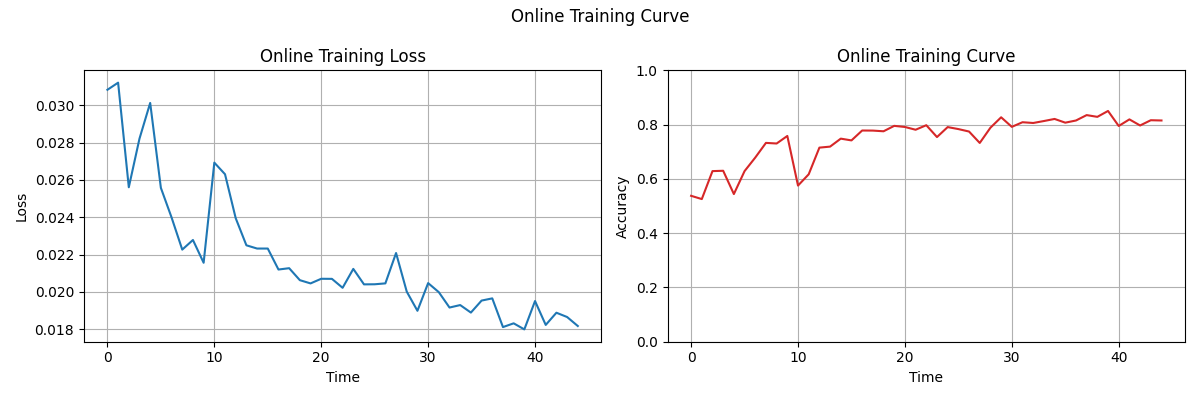 Online Training Curve
Online Training Loss
0.030
0.028
0.026
0.024
0.022
0.020
0.018
Loss
0 10 20 30 40
Time
Online Training Curve
1.0
0.8
0.6
0.4
0.2
0.0
Accuracy
0 10 20 30 40
Time